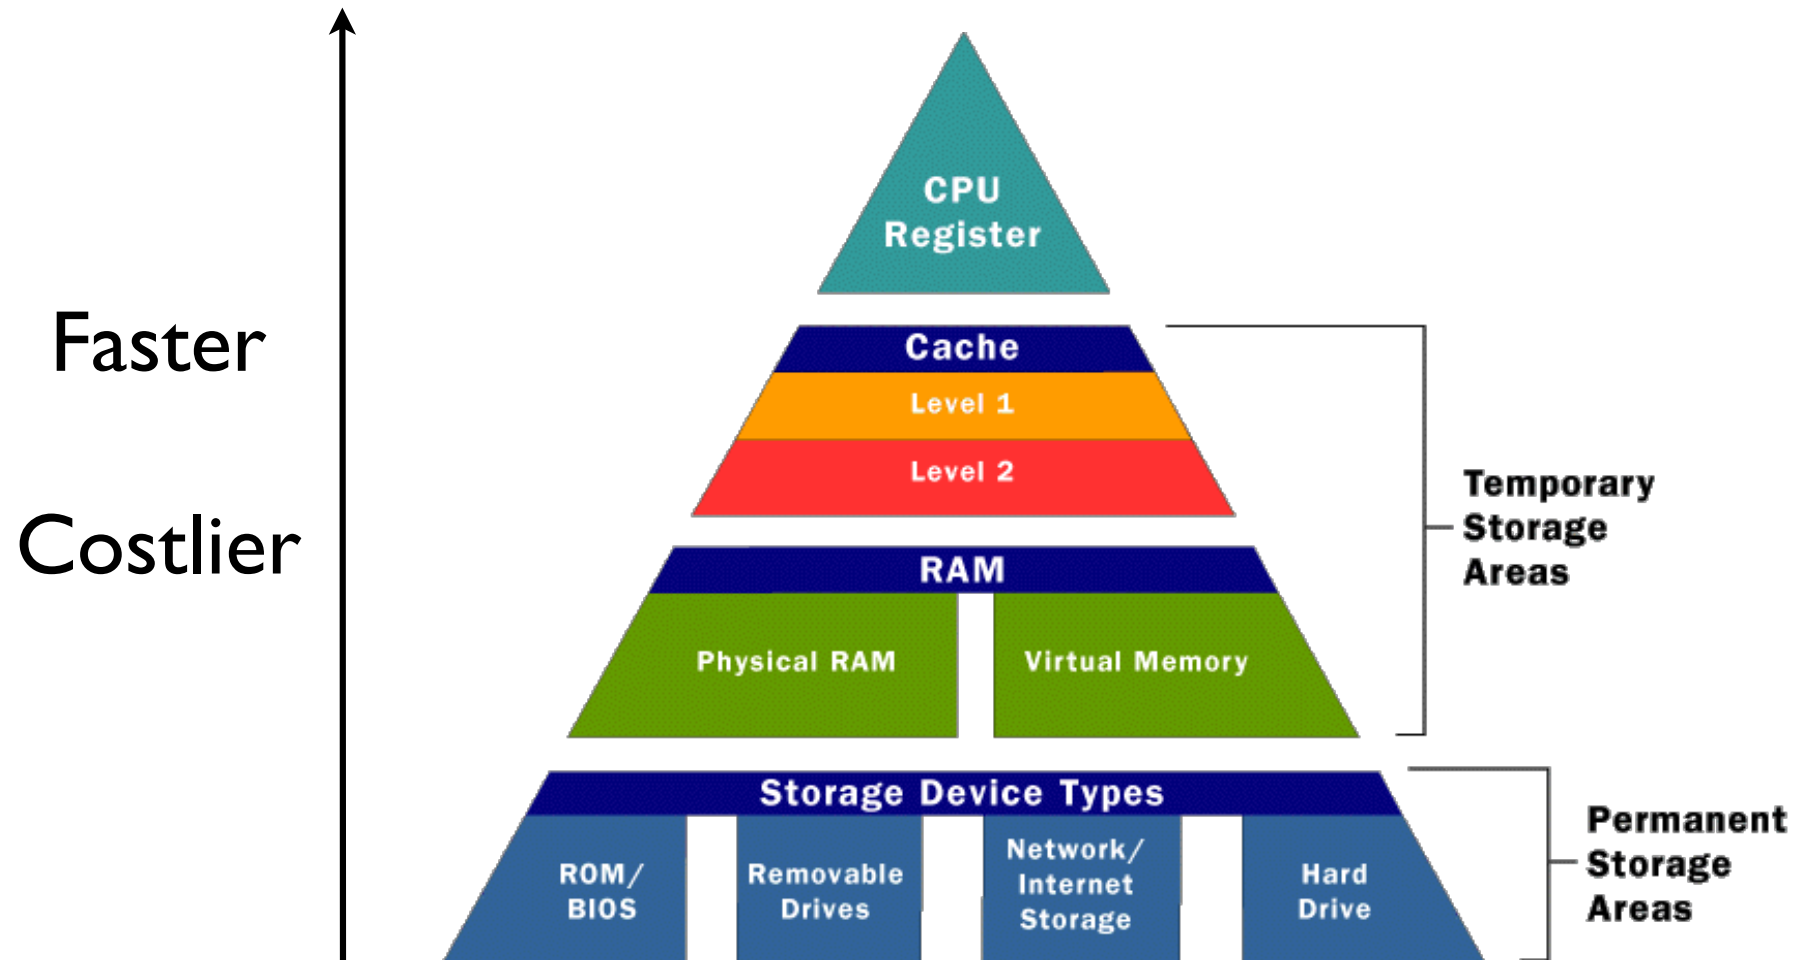 CPU
Register
Faster
Cache
Level 1
Level 2
Costlier
Temporary
Storage
Areas
RAM
Physical RAM
Virtual Memory
Storage Device Types
ROM/
BIOS
Removable
Drives
Network/
Internet
Storage
Hard
Drive
Permanent
Storage
Areas